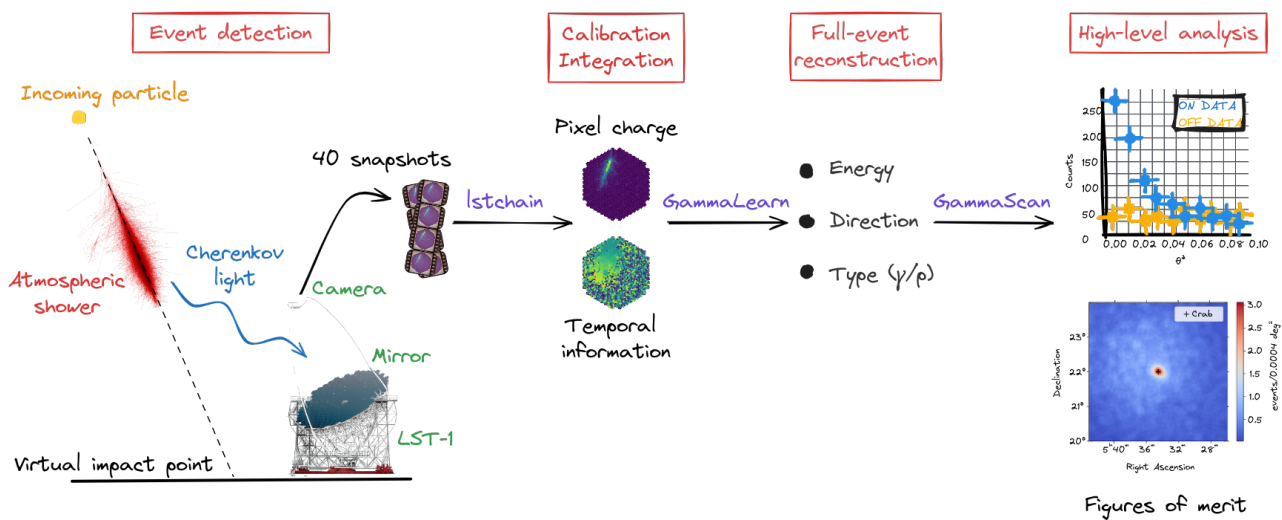 Event detection
Calibration
Integration
Full-event
reconstruction
High-level analysis
Incoming particle
Atmospheric
shower
Cherenkov
light
40 snapshots
Camera
Mirror
LST-1
Virtual impact point
lstchain
Pixel charge
Temporal
information
GammaLearn
Energy
Direction
Type (γ/p)
GammaScan
ON DATA
OFF DATA
Counts
250
200
150
100
50
0
0.00 0.02 0.04 0.06 0.08 0.10
θ²
+ Crab
Declination
23°
22°
21°
20°
5ʰ40ᵐ 36ᵐ 32ᵐ 28ᵐ
Right Ascension
3.0
2.5
2.0
1.5
1.0
0.5
events/0.0004 deg²
Figures of merit